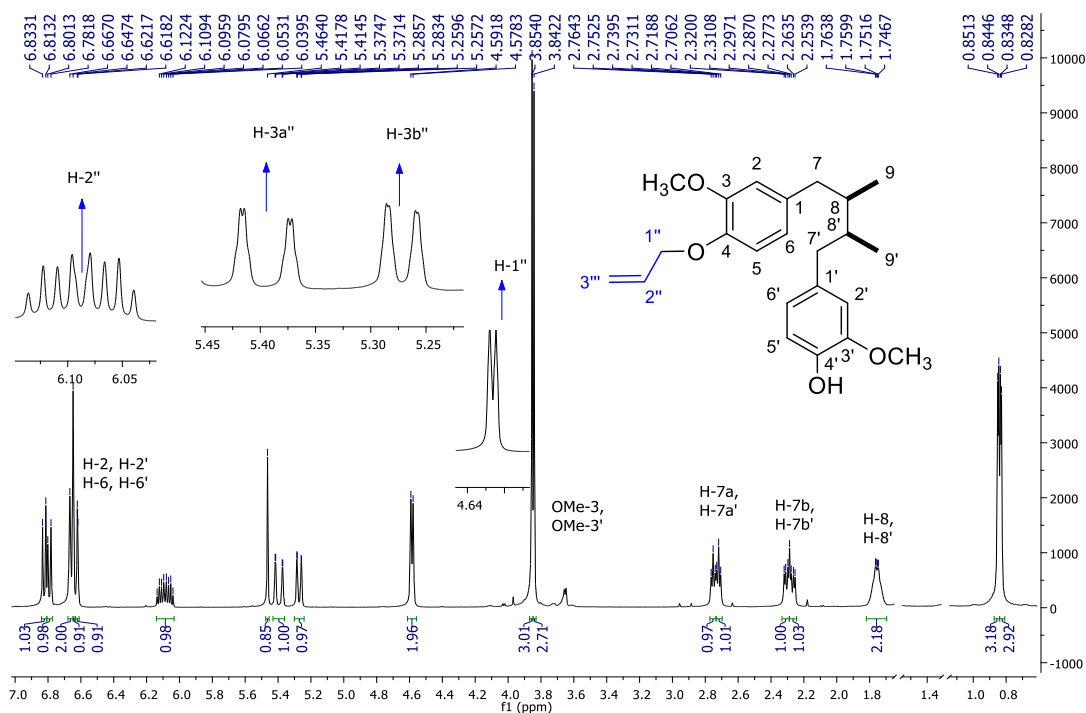 6.8331 6.8132 6.8013 6.7818 6.6670 6.6474 6.6217 6.6182 6.1224 6.1094 6.0959 6.0795 6.0662 6.0531 6.0395 5.4640 5.4178 5.4145 5.3747 5.3714 5.2857 5.2834 5.2596 5.2572 4.5918 4.5783 3.8540 3.8422 2.7643 2.7525 2.7395 2.7311 2.7188 2.7062 2.3200 2.3108 2.2971 2.2870 2.2773 2.2635 2.2539 1.7638 1.7599 1.7516 1.7467 0.8513 0.8446 0.8348 0.8282
10000
9000
8000
7000
6000
5000
4000
3000
2000
1000
0
-1000
H-2"
6.10 6.05
H-3a" H-3b"
5.45 5.40 5.35 5.30 5.25
H-1"
4.64
H₃CO 3 2 7 9
1 8
8'
4 5 6 7' 9'
1" O
3"' 2"
1' 6' 2'
5' 4' 3' OCH₃
OH
H-2, H-2'
H-6, H-6'
OMe-3,
OMe-3'
H-7a,
H-7a'
H-7b,
H-7b'
H-8,
H-8'
1.03 0.98 2.00 0.91 0.91 0.98 0.85 1.00 0.97 1.96 3.01 2.71 0.97 1.01 1.00 1.03 2.18 3.18 2.92
7.0 6.8 6.6 6.4 6.2 6.0 5.8 5.6 5.4 5.2 5.0 4.8 4.6 4.4 4.2 4.0 3.8 3.6 3.4 3.2 3.0 2.8 2.6 2.4 2.2 2.0 1.8 1.4 1.0 0.8
f1 (ppm)